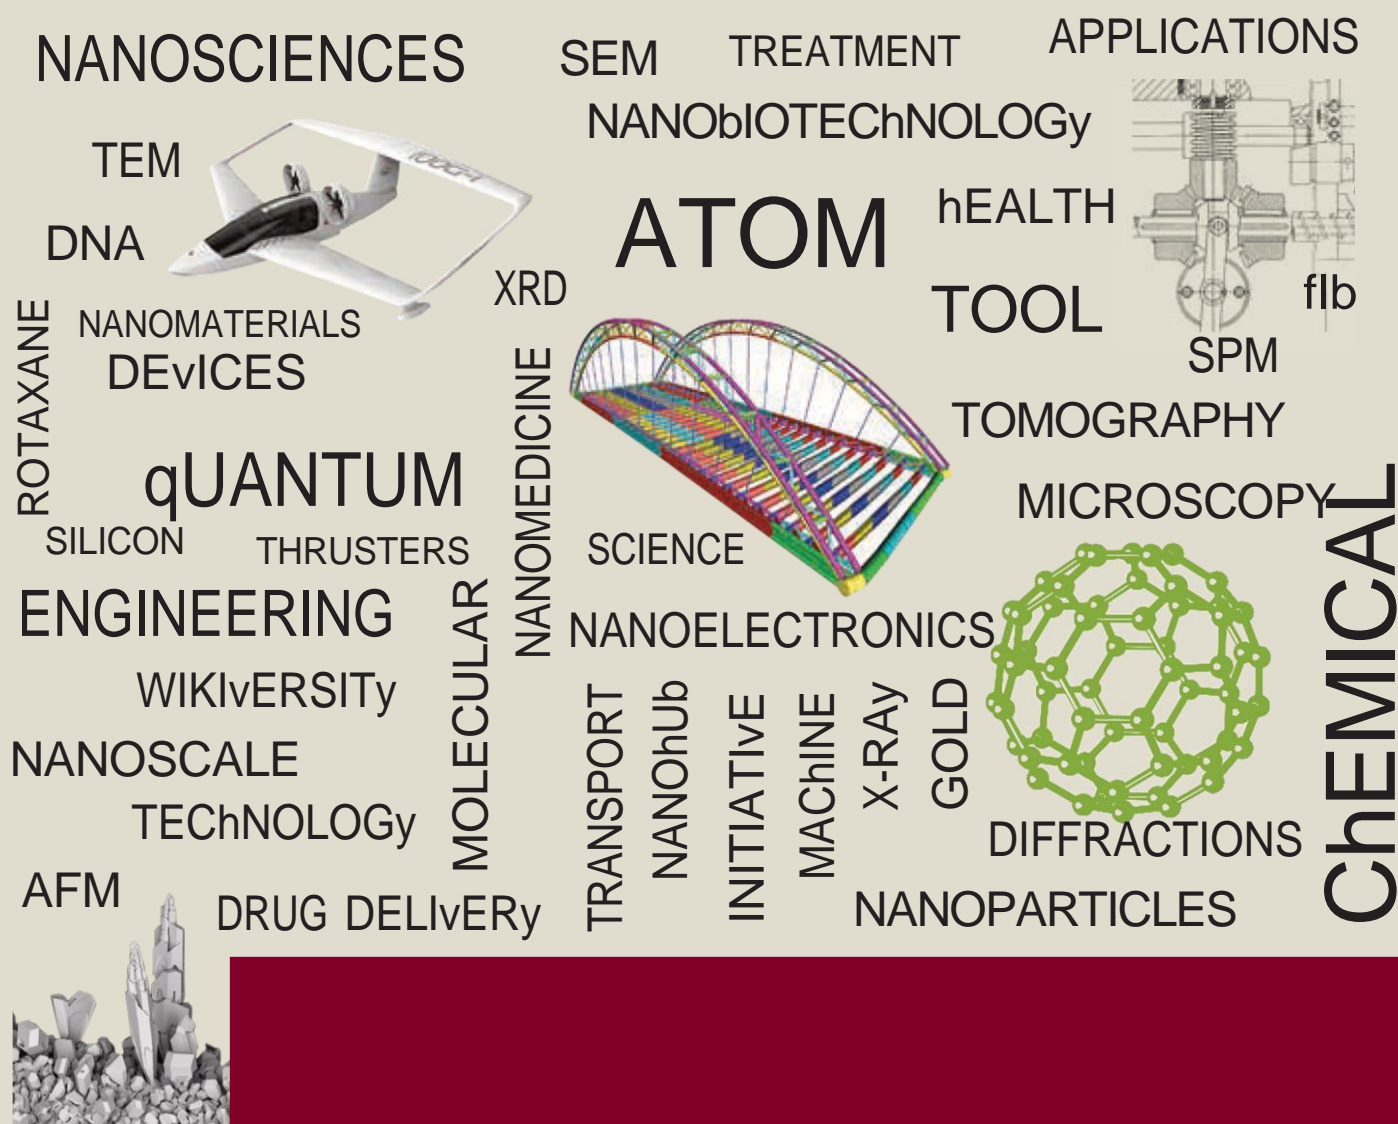 NANOSCIENCES
SEM
TREATMENT
APPLICATIONS
NANObIOTEChNOLOGy
TEM
ATOM
hEALTH
DNA
XRD
TOOL
fIb
ROTAXANE
NANOMATERIALS
DEvICES
SPM
NANOMEDICINE
TOMOGRAPHY
qUANTUM
MICROSCOPY
ChEMICAL
SILICON
THRUSTERS
SCIENCE
ENGINEERING
MOLECULAR
NANOELECTRONICS
WIKIvERSITy
TRANSPORT
NANOhUb
INITIATIvE
MAChINE
X-RAy
GOLD
NANOSCALE
TEChNOLOGy
DIFFRACTIONS
AFM
DRUG DELIvERy
NANOPARTICLES